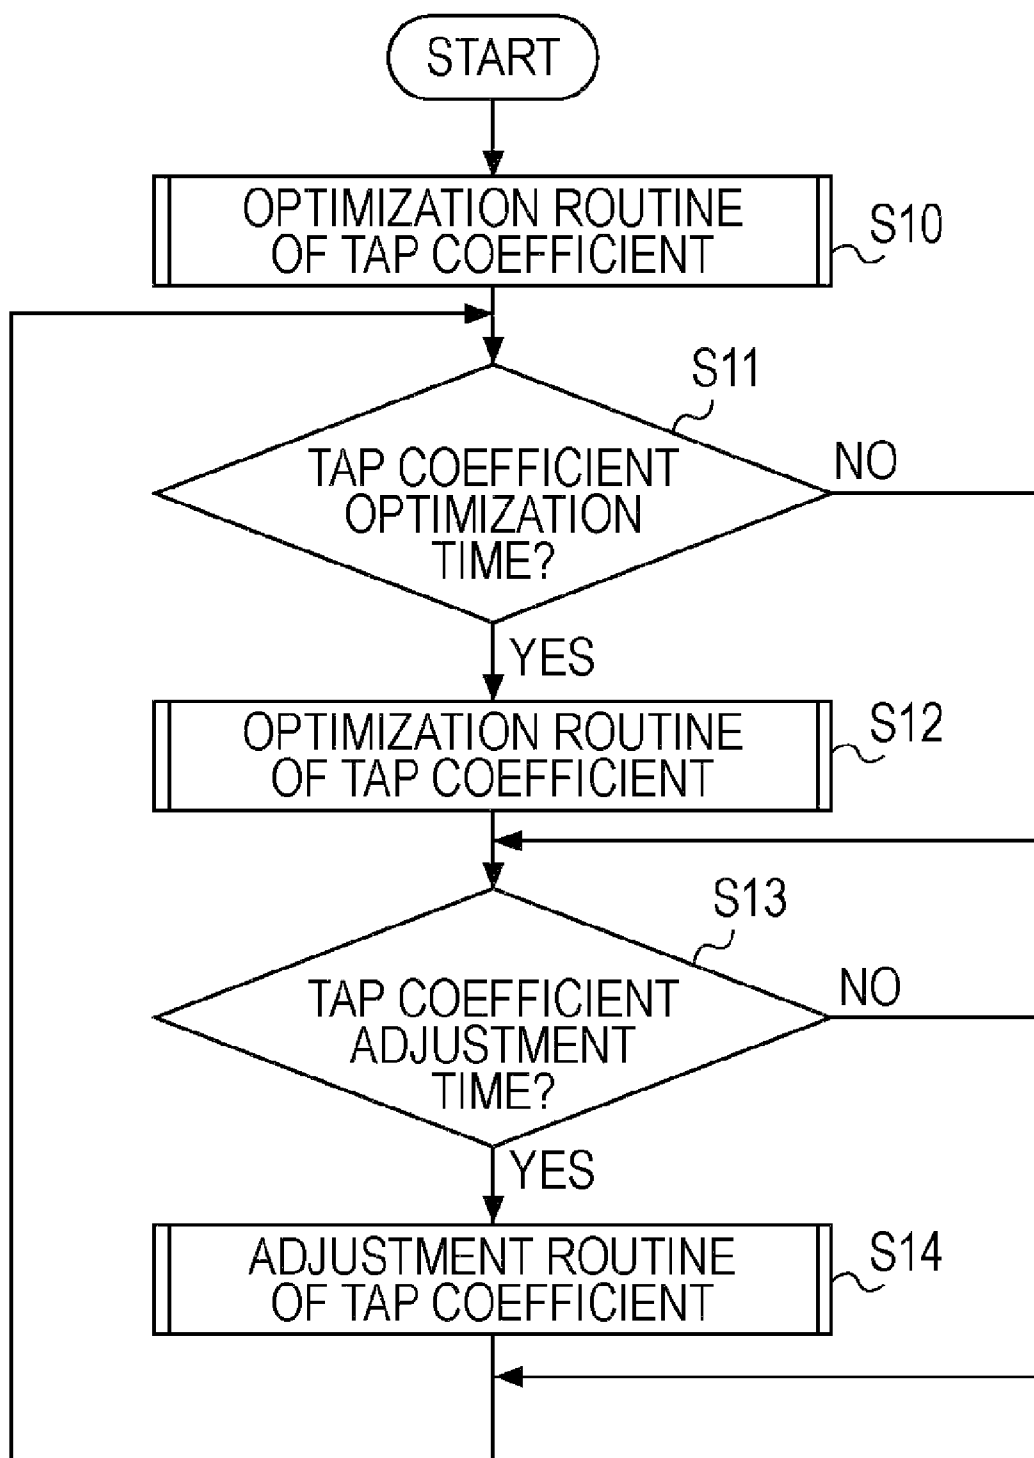 START
OPTIMIZATION ROUTINE
OF TAP COEFFICIENT
S10
S11
TAP COEFFICIENT
OPTIMIZATION
TIME?
NO
YES
OPTIMIZATION ROUTINE
OF TAP COEFFICIENT
S12
S13
TAP COEFFICIENT
ADJUSTMENT
TIME?
NO
YES
ADJUSTMENT ROUTINE
OF TAP COEFFICIENT
S14